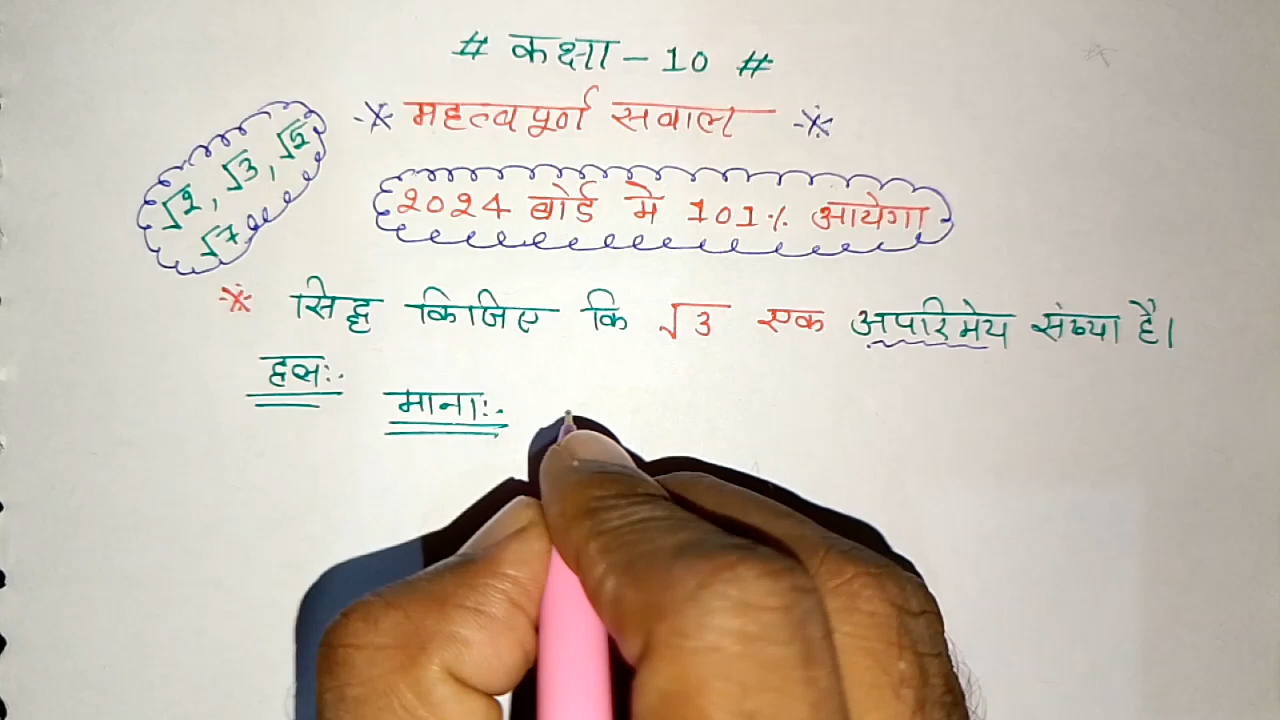 # कक्षा - 10 #
* महत्वपूर्ण सवाल *
√2, √3, √5
√7
2024 बोर्ड मे 101% आयेगा
* सिद्ध किजिए कि √3 एक अपरिमेय संख्या है।
हल:-
माना:-